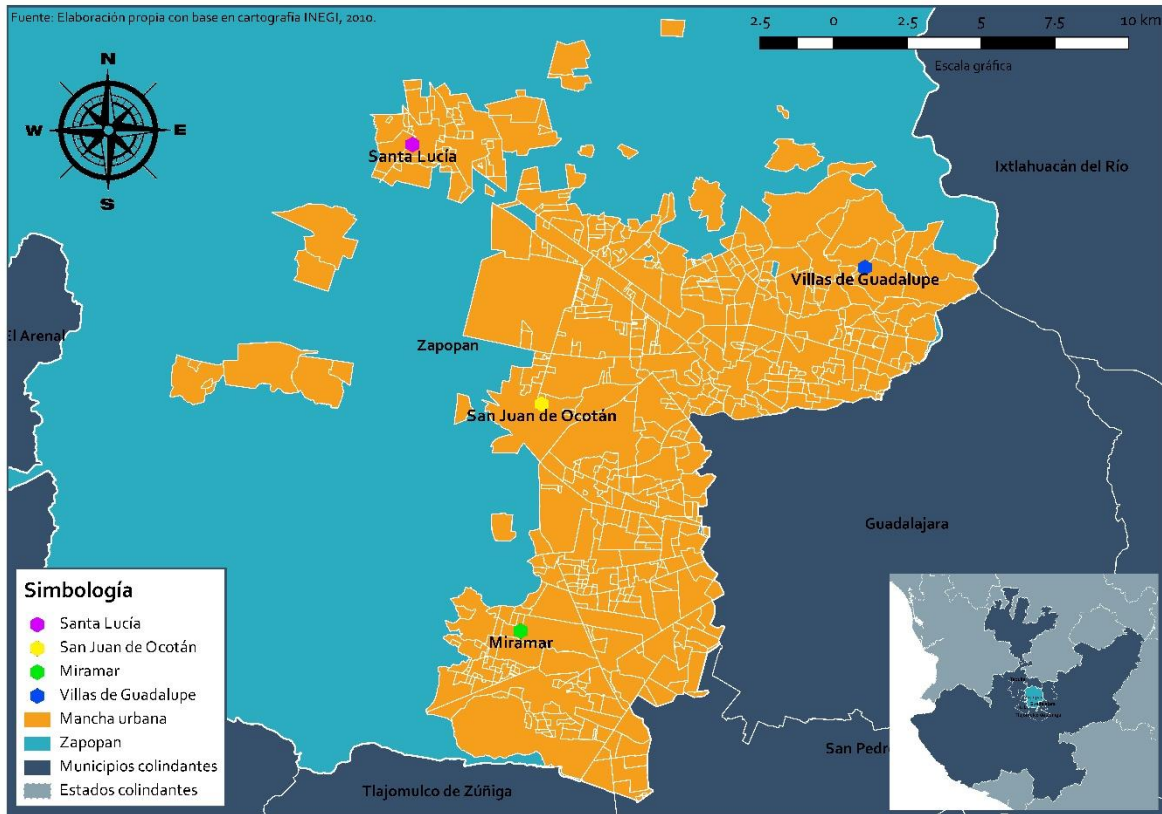 Fuente: Elaboración propia con base en cartografía INEGI, 2010.
2.5 0 2.5 5 7.5 10 km
Escala gráfica
N
W E
S
Santa Lucía
Ixtlahuacán del Río
Villas de Guadalupe
El Arenal
Zapopan
San Juan de Ocotán
Guadalajara
Miramar
San Pedro
Tlajomulco de Zúñiga
Simbología
Santa Lucía
San Juan de Ocotán
Miramar
Villas de Guadalupe
Mancha urbana
Zapopan
Municipios colindantes
Estados colindantes